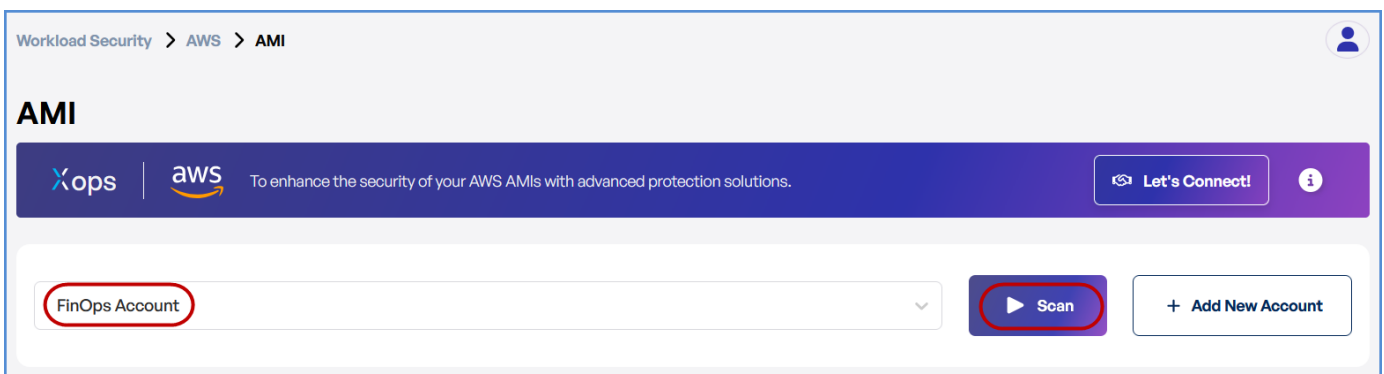 Workload Security > AWS > AMI
AMI
Xops aws To enhance the security of your AWS AMIs with advanced protection solutions. Let's Connect! i
FinOps Account Scan + Add New Account